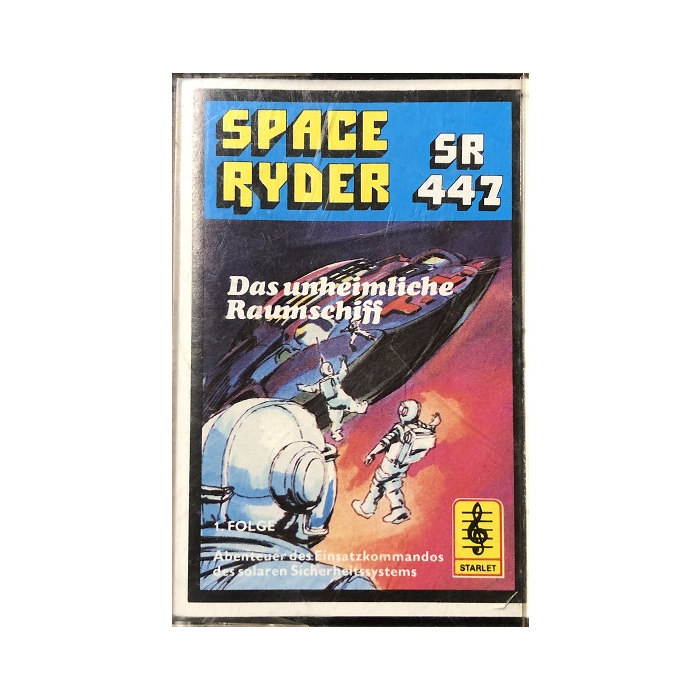 SPACE
RYDER
SR
447
Das unheimliche
Raumschiff
1. FOLGE
Abenteuer des Einsatzkommandos
des solaren Sicherheitssystems
STARLET